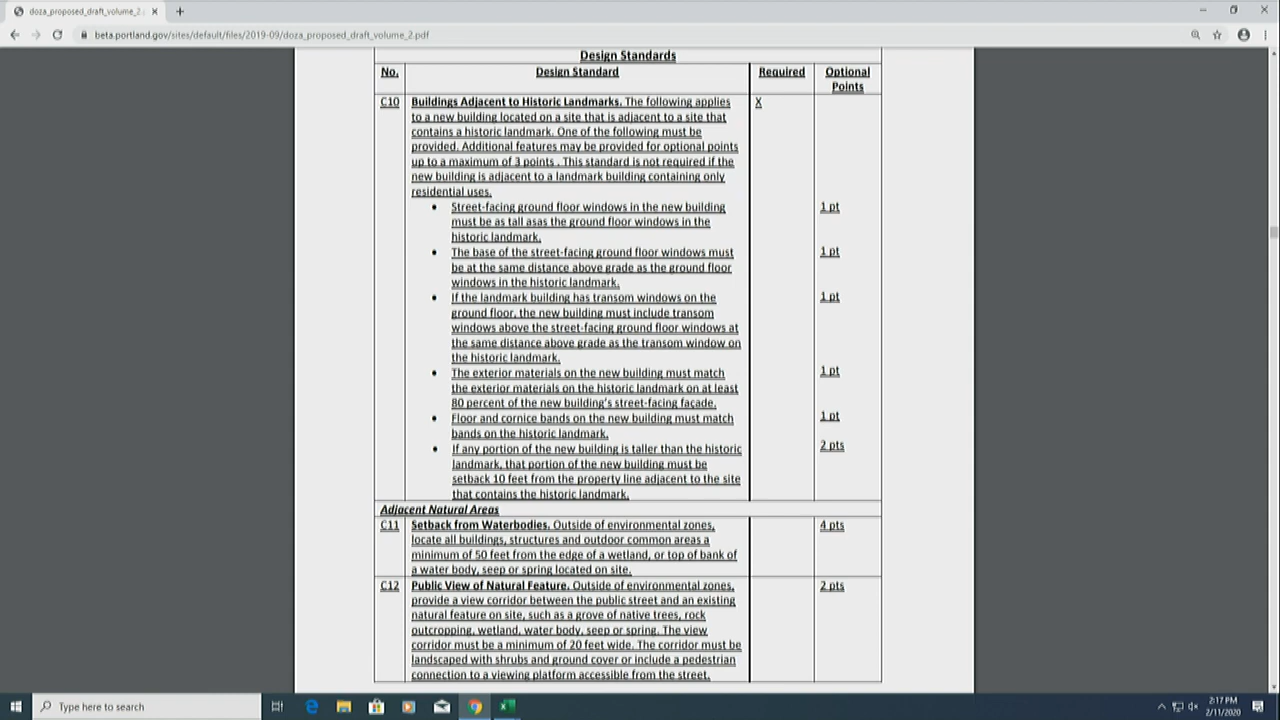 doza_proposed_draft_volume_2.
beta.portland.gov/sites/default/files/2019-09/doza_proposed_draft_volume_2.pdf
Design Standards
No. Design Standard Required Optional
Points
C10 Buildings Adjacent to Historic Landmarks. The following applies X
to a new building located on a site that is adjacent to a site that
contains a historic landmark. One of the following must be
provided. Additional features may be provided for optional points
up to a maximum of 3 points . This standard is not required if the
new building is adjacent to a landmark building containing only
residential uses.
• Street-facing ground floor windows in the new building 1 pt
must be as tall asas the ground floor windows in the
historic landmark.
• The base of the street-facing ground floor windows must 1 pt
be at the same distance above grade as the ground floor
windows in the historic landmark.
• If the landmark building has transom windows on the 1 pt
ground floor, the new building must include transom
windows above the street-facing ground floor windows at
the same distance above grade as the transom window on
the historic landmark.
• The exterior materials on the new building must match 1 pt
the exterior materials on the historic landmark on at least
80 percent of the new building's street-facing façade.
• Floor and cornice bands on the new building must match 1 pt
bands on the historic landmark.
• If any portion of the new building is taller than the historic 2 pts
landmark, that portion of the new building must be
setback 10 feet from the property line adjacent to the site
that contains the historic landmark.
Adjacent Natural Areas
C11 Setback from Waterbodies. Outside of environmental zones, 4 pts
locate all buildings, structures and outdoor common areas a
minimum of 50 feet from the edge of a wetland, or top of bank of
a water body, seep or spring located on site.
C12 Public View of Natural Feature. Outside of environmental zones, 2 pts
provide a view corridor between the public street and an existing
natural feature on site, such as a grove of native trees, rock
outcropping, wetland, water body, seep or spring. The view
corridor must be a minimum of 20 feet wide. The corridor must be
landscaped with shrubs and ground cover or include a pedestrian
connection to a viewing platform accessible from the street.
Type here to search
2:17 PM
2/11/2020